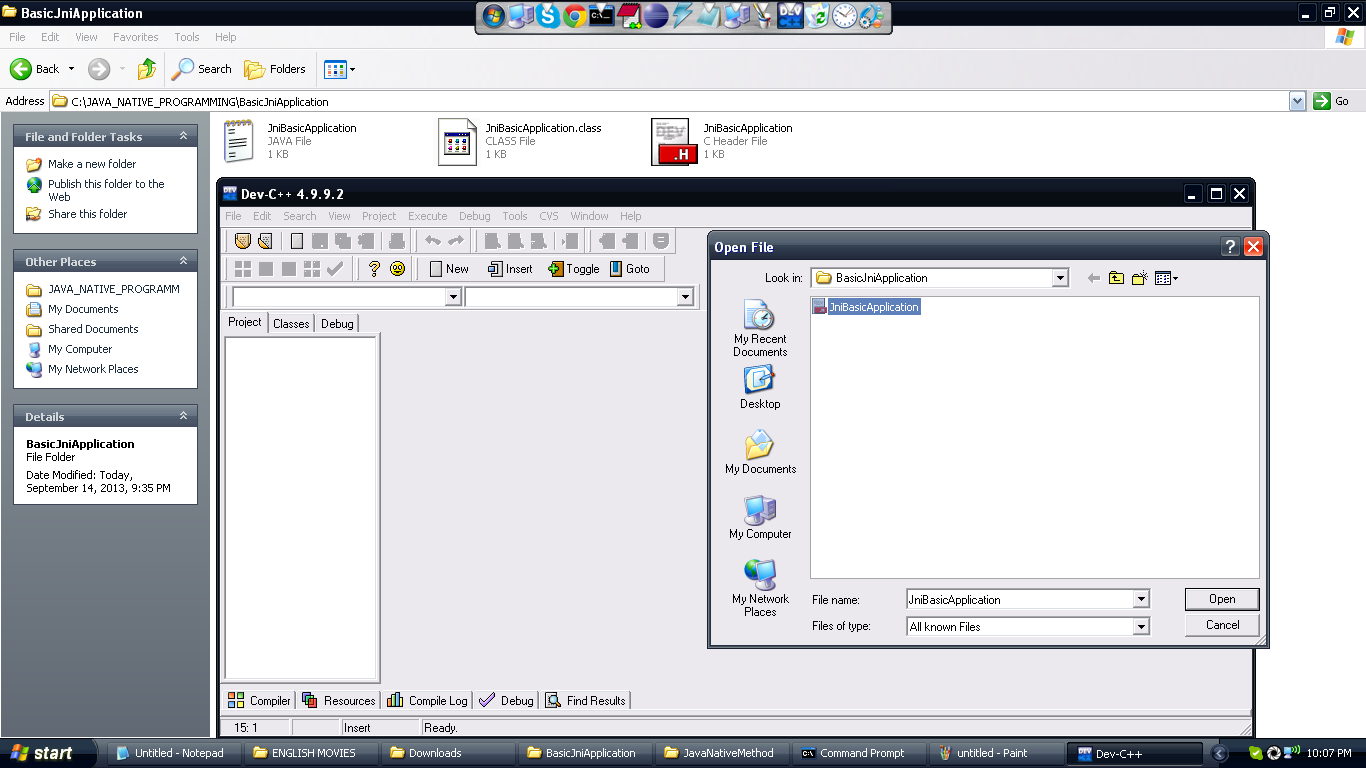 BasicJniApplication
File Edit View Favorites Tools Help
Back Search Folders
Address C:\JAVA_NATIVE_PROGRAMMING\BasicJniApplication Go
File and Folder Tasks
Make a new folder
Publish this folder to the
Web
Share this folder
Other Places
JAVA_NATIVE_PROGRAMM
My Documents
Shared Documents
My Computer
My Network Places
Details
BasicJniApplication
File Folder
Date Modified: Today,
September 14, 2013, 9:35 PM
JniBasicApplication
JAVA File
1 KB
JniBasicApplication.class
CLASS File
1 KB
DEV
.H
JniBasicApplication
C Header File
1 KB
Dev-C++ 4.9.9.2
File Edit Search View Project Execute Debug Tools CVS Window Help
New Insert Toggle Goto
Project Classes Debug
Compiler Resources Compile Log Debug Find Results
15: 1 Insert Ready.
Open File
Look in: BasicJniApplication
JniBasicApplication
My Recent
Documents
Desktop
My Documents
My Computer
My Network
Places
File name: JniBasicApplication Open
Files of type: All known Files Cancel
start Untitled - Notepad ENGLISH MOVIES Downloads BasicJniApplication JavaNativeMethod Command Prompt untitled - Paint Dev-C++ 10:07 PM